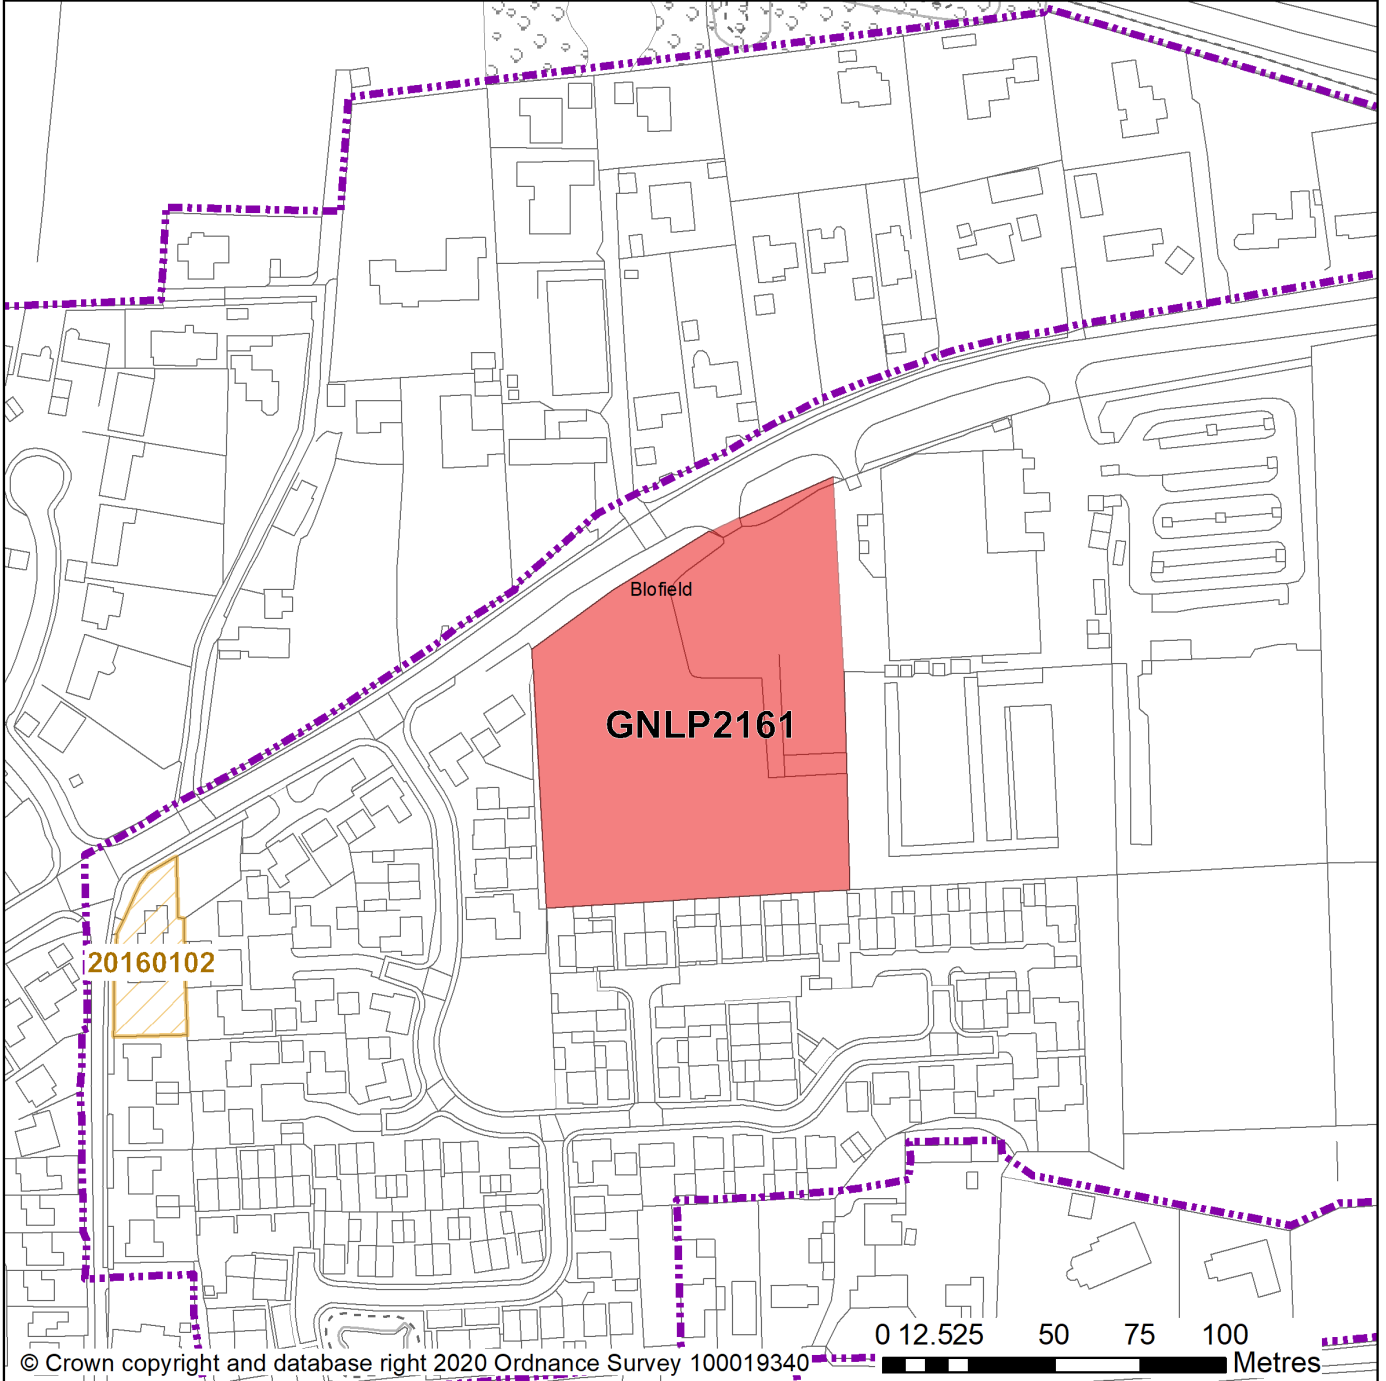 Blofield
GNLP2161
20160102
0 12.525 50 75 100
Metres
© Crown copyright and database right 2020 Ordnance Survey 100019340